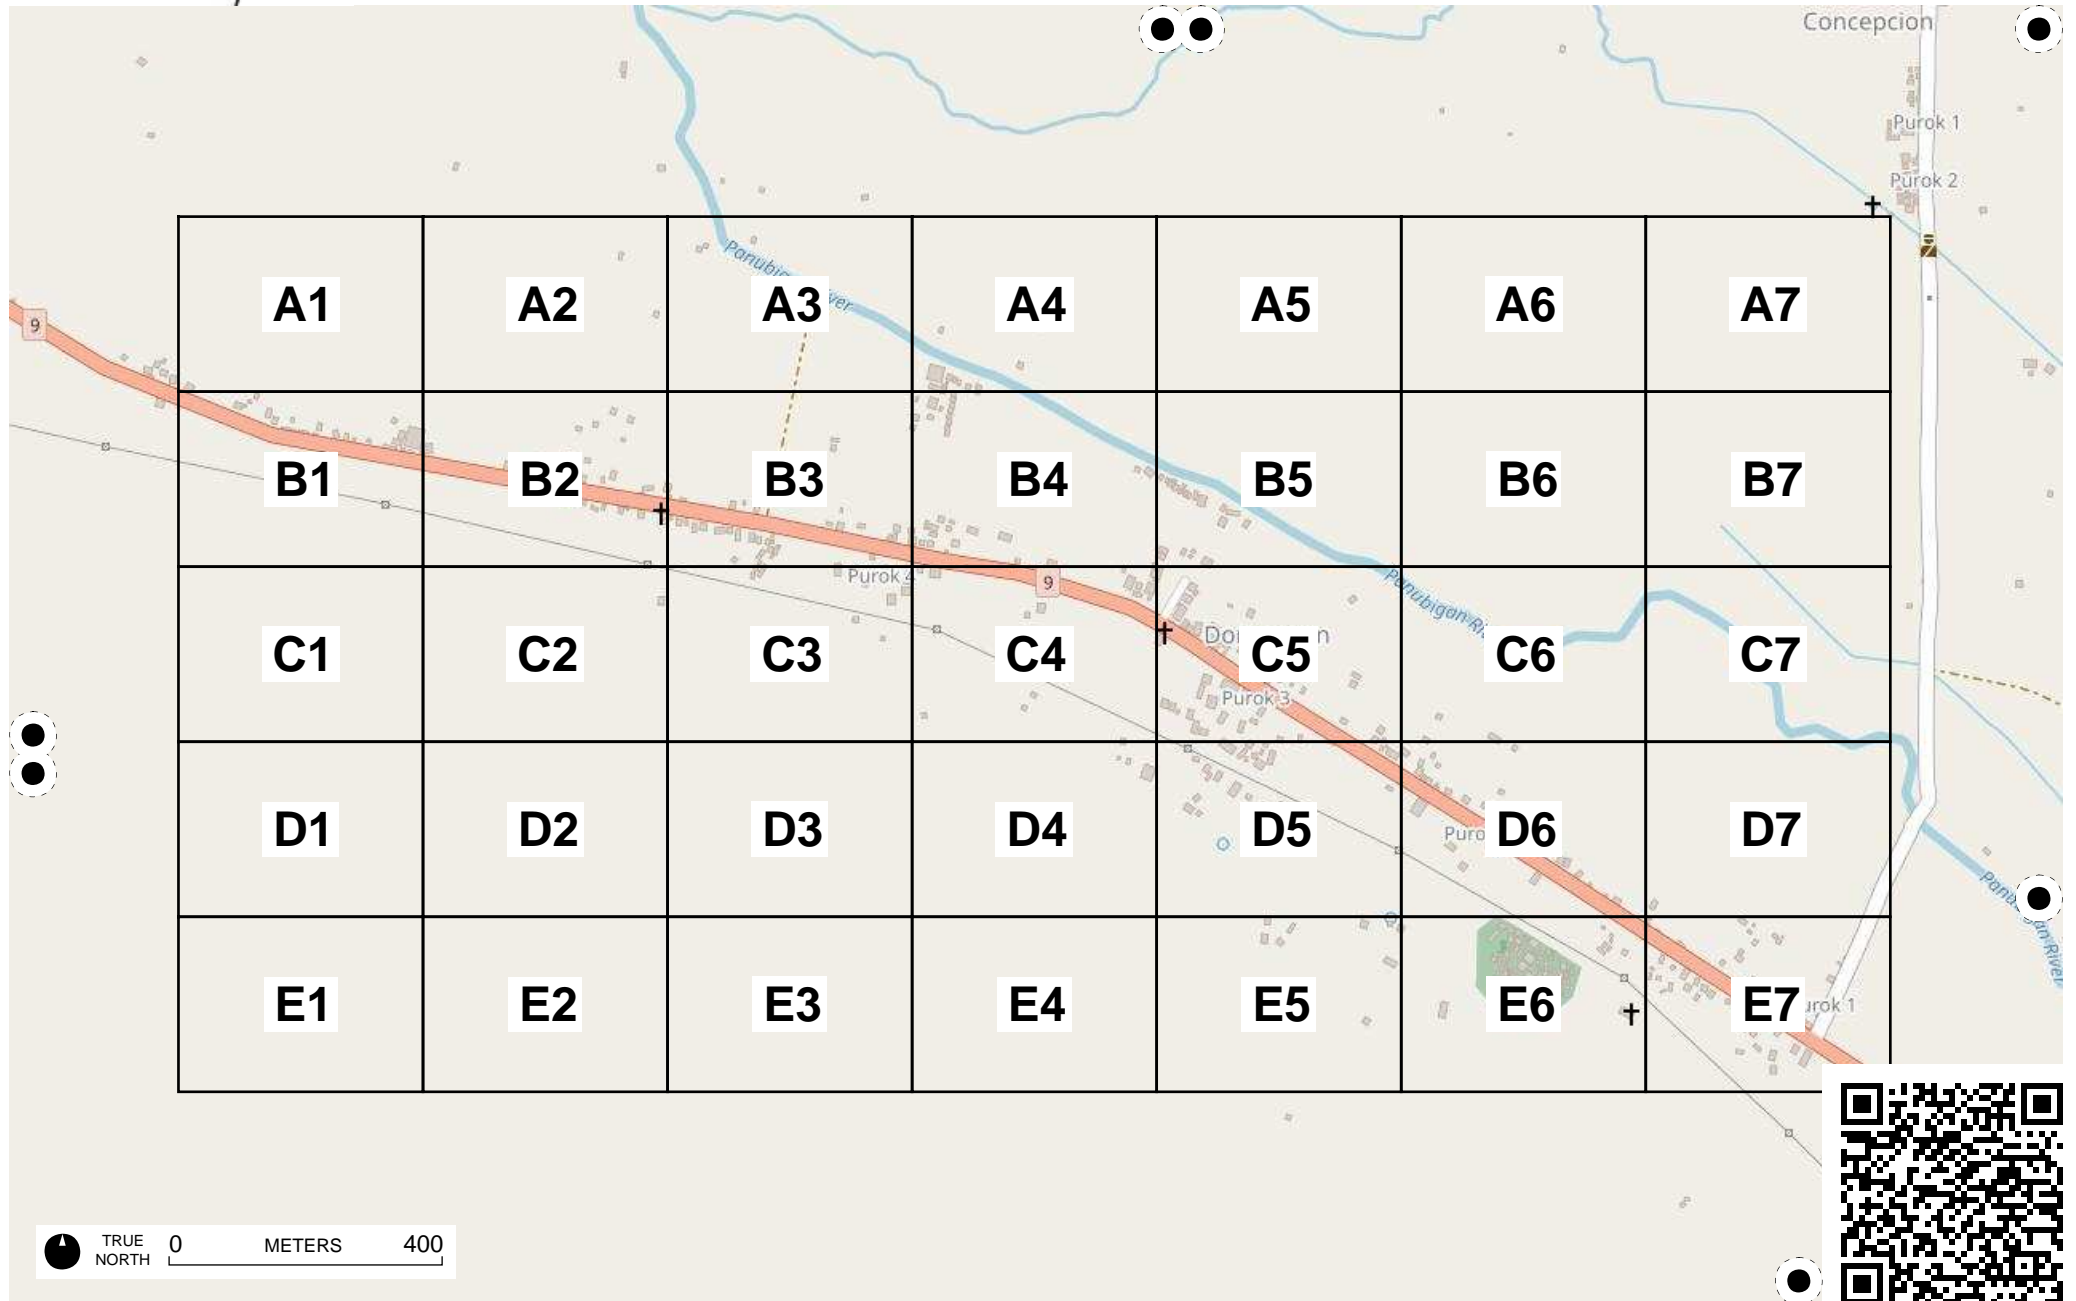 Concepcion
Purok 1
Purok 2
A1 A2 A3 A4 A5 A6 A7
9
B1 B2 B3 B4 B5 B6 B7
Purok 4
9
Panubigan
C1 C2 C3 C4 C5 C6 C7
Purok 3
D1 D2 D3 D4 D5 D6 D7
E1 E2 E3 E4 E5 E6 E7
TRUE NORTH
0 METERS 400